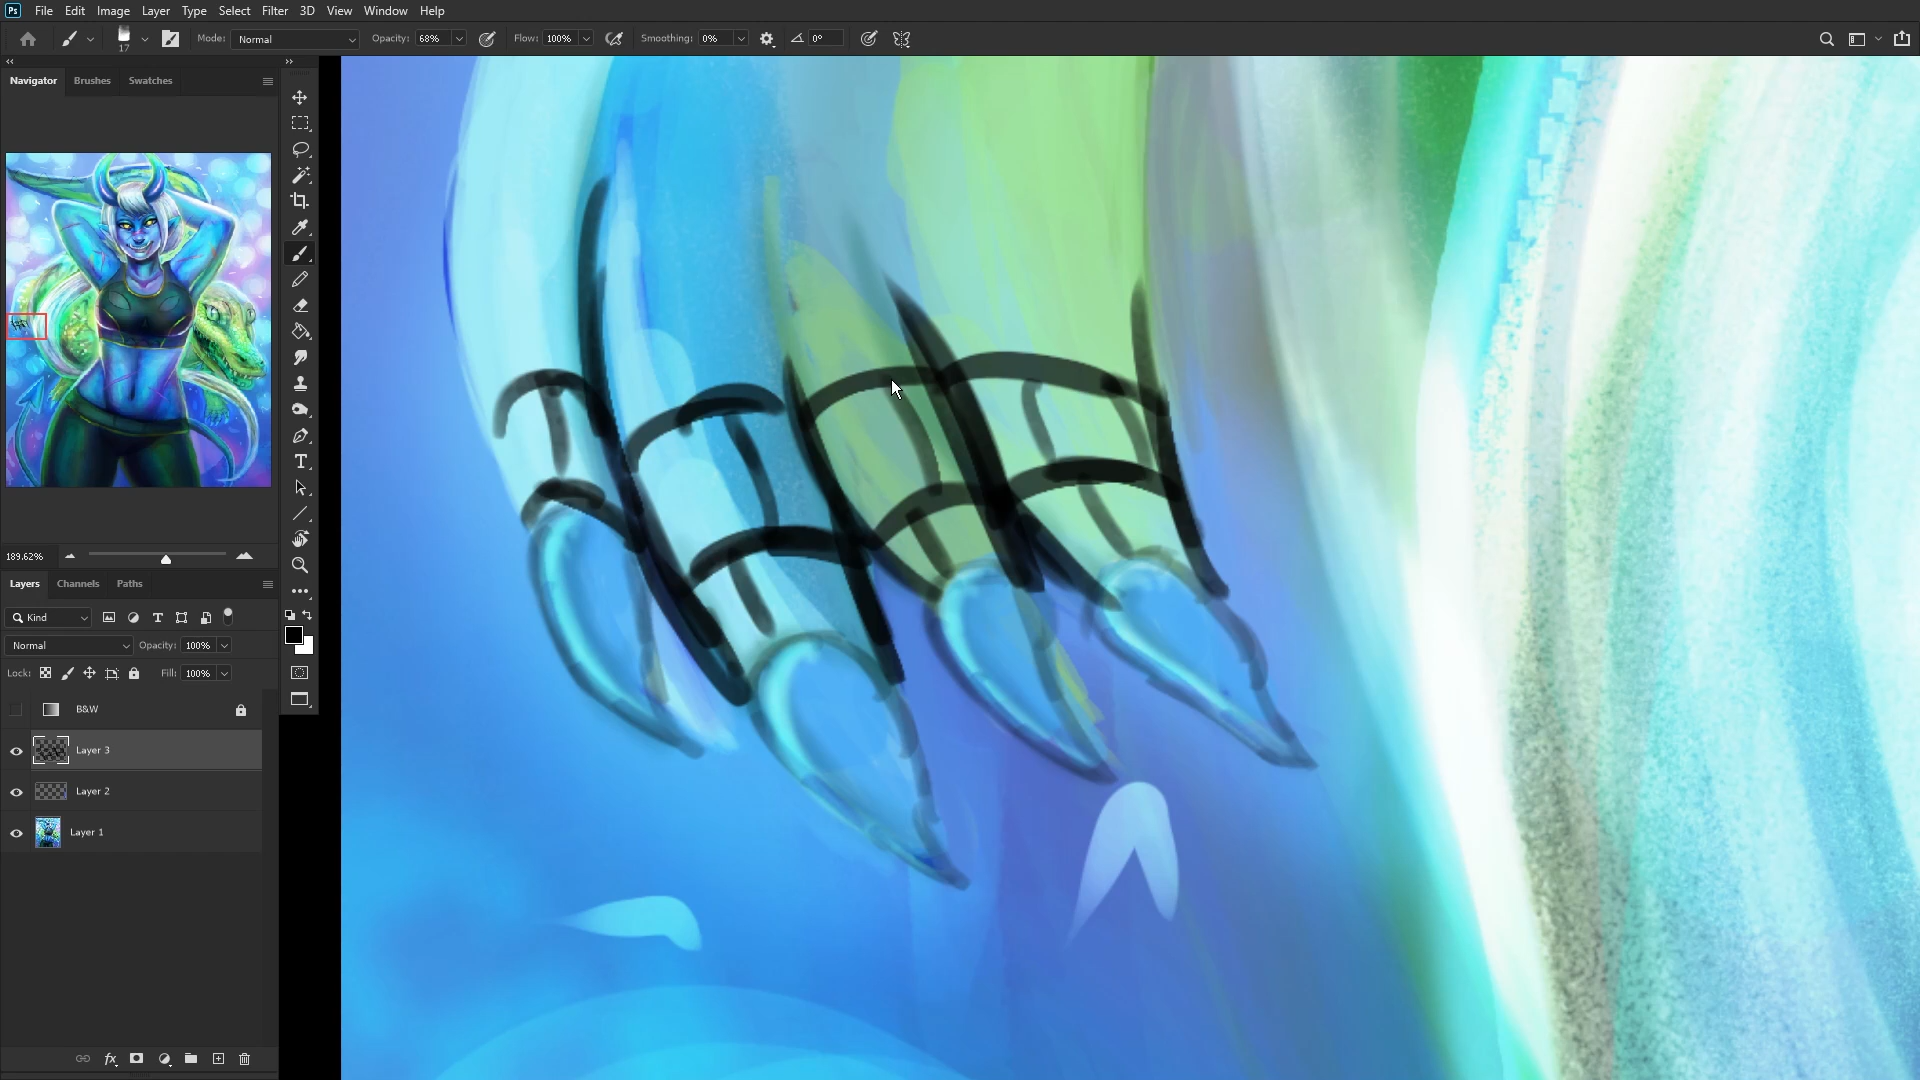 Ps File Edit Image Layer Type Select Filter 3D View Window Help
17 Mode: Normal Opacity: 68% Flow: 100% Smoothing: 0% 0°
Navigator Brushes Swatches
189.62%
Layers Channels Paths
Kind
Normal Opacity: 100%
Lock: Fill: 100%
B&W
Layer 3
Layer 2
Layer 1
fx